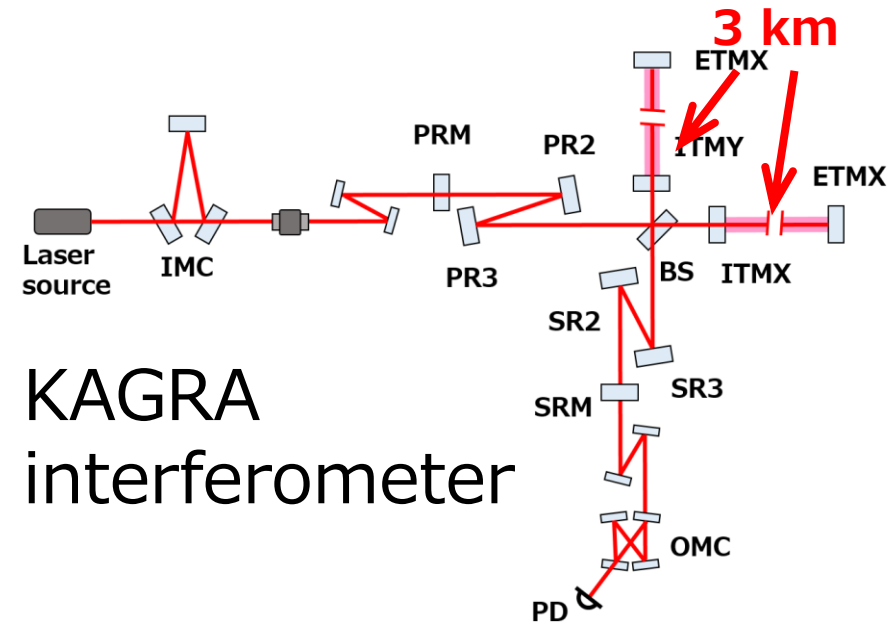 3 km
ETMX
PRM
PR2
ITMY
ETMX
Laser
source
IMC
PR3
BS
ITMX
SR2
SR3
SRM
KAGRA
interferometer
OMC
PD